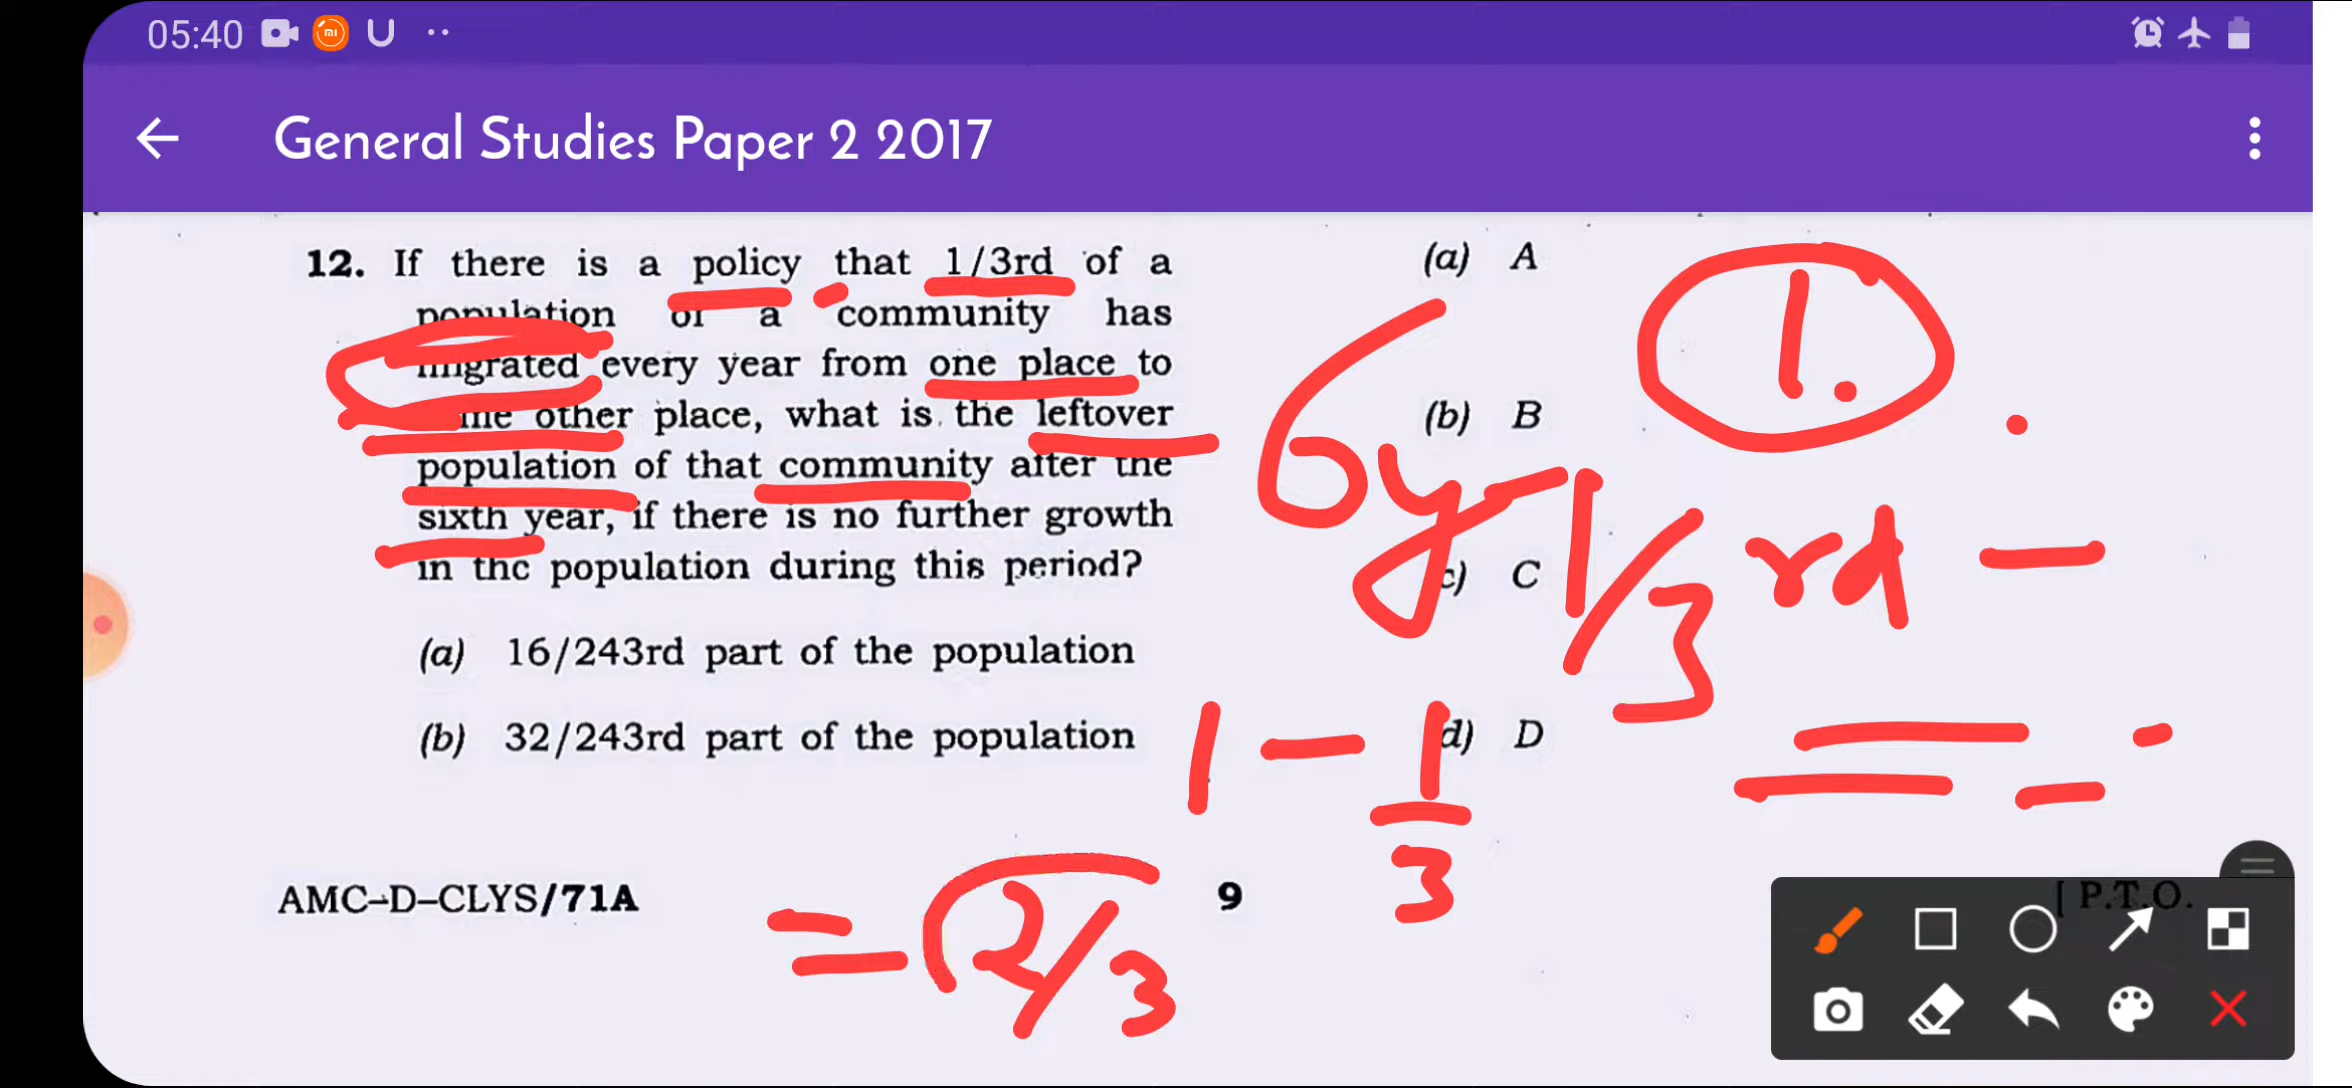 05:40
General Studies Paper 2 2017
12. If there is a policy that 1/3rd of a
population of a community has
migrated every year from one place to
other place, what is the leftover
population of that community after the
sixth year, if there is no further growth
in the population during this period?
(a) 16/243rd part of the population
(b) 32/243rd part of the population
AMC-D-CLYS/71A
9
(a) A
(b) B
c) C
d) D
[ P.T.O.
1.
6y - 1/3rd -
1 - 1/3
= 2/3